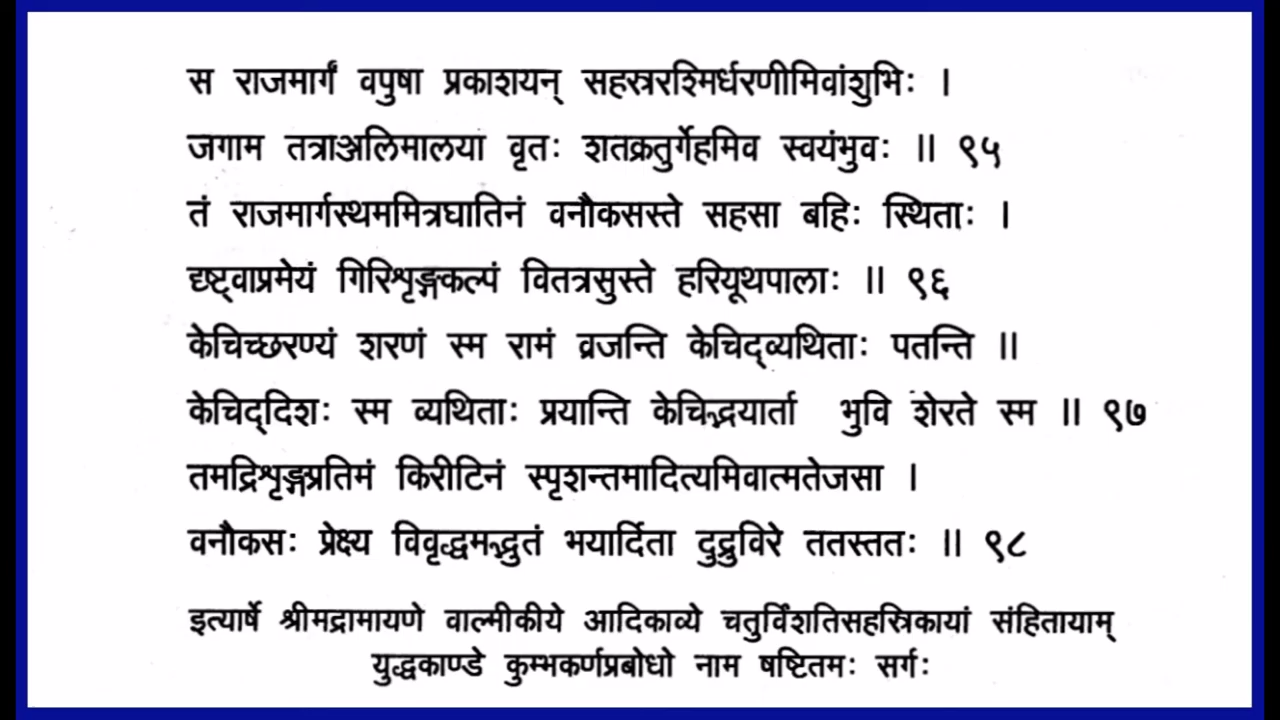 स राजमार्गं वपुषा प्रकाशयन् सहस्त्ररश्मिर्धरणीमिवांशुभिः ।
जगाम तत्राञ्जलिमालया वृतः शतक्रतुर्गेहमिव स्वयंभुवः ॥ ९५
तं राजमार्गस्थममित्रघातिनं वनौकसस्ते सहसा बहिः स्थिताः ।
दृष्ट्वाप्रमेयं गिरिशृङ्गकल्पं वितत्रसुस्ते हरियूथपालाः ॥ ९६
केचिच्छरण्यं शरणं स्म रामं व्रजन्ति केचिद्व्यथिताः पतन्ति ॥
केचिद्दिशः स्म व्यथिताः प्रयान्ति केचिद्भयार्ता भुवि शेरते स्म ॥ ९७
तमद्रिशृङ्गप्रतिमं किरीटिनं स्पृशन्तमादित्यमिवात्मतेजसा ।
वनौकसः प्रेक्ष्य विवृद्धमद्भुतं भयार्दिता दुद्रुविरे ततस्ततः ॥ ९८
इत्यार्षे श्रीमद्रामायणे वाल्मीकीये आदिकाव्ये चतुर्विंशतिसहस्त्रिकायां संहितायाम्
युद्धकाण्डे कुम्भकर्णप्रबोधो नाम षष्टितमः सर्गः